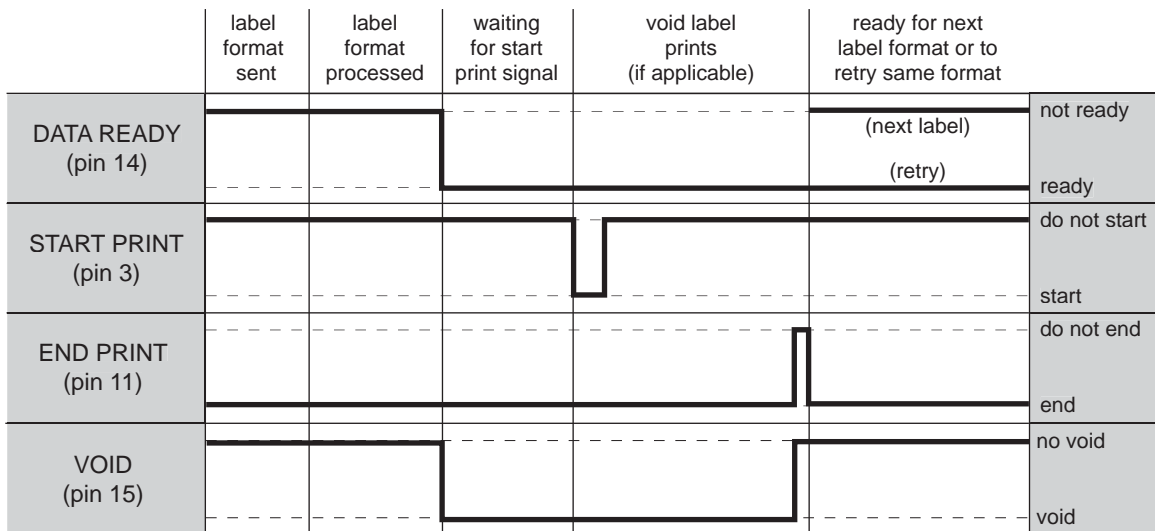 label
format
sent
label
format
processed
waiting
for start
print signal
void label
prints
(if applicable)
ready for next
label format or to
retry same format
DATA READY
(pin 14)
(next label)
(retry)
not ready
ready
START PRINT
(pin 3)
do not start
start
END PRINT
(pin 11)
do not end
end
VOID
(pin 15)
no void
void